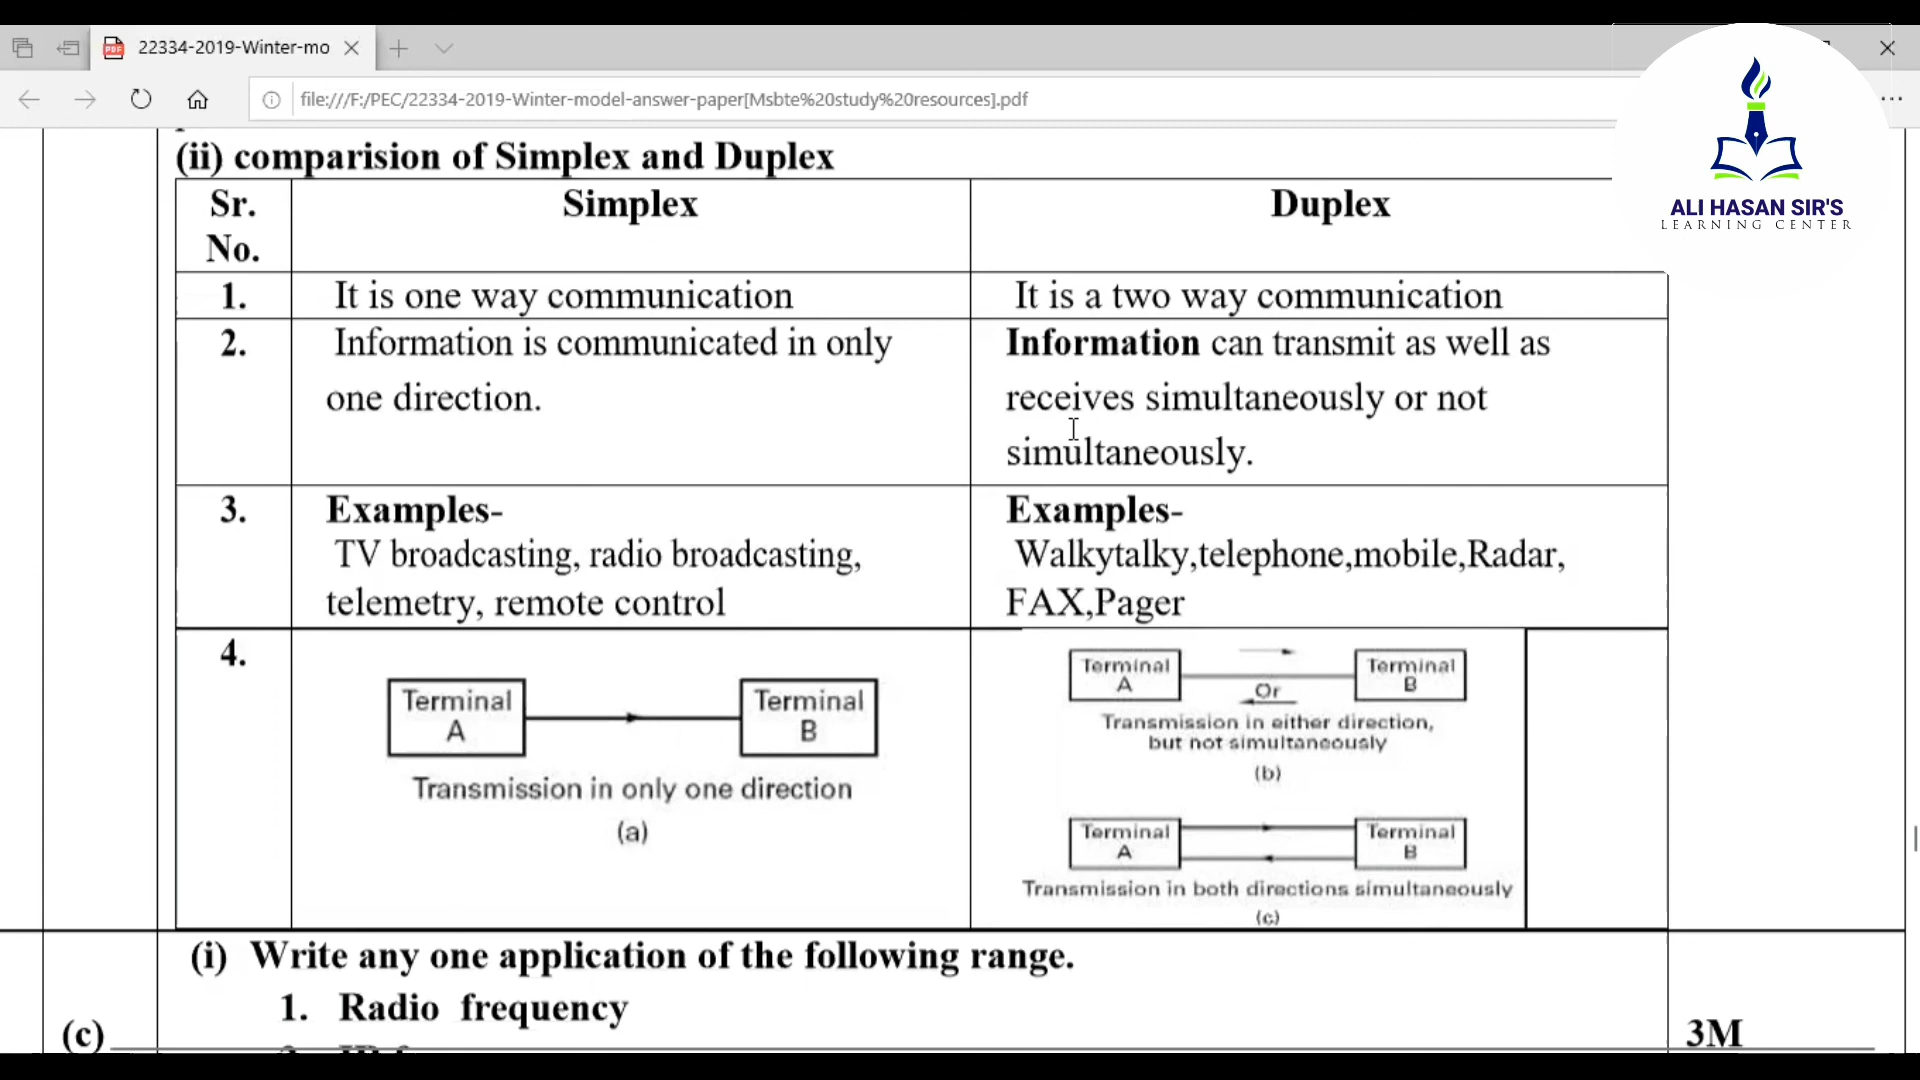 22334-2019-Winter-mo
file:///F:/PEC/22334-2019-Winter-model-answer-paper[Msbte%20study%20resources].pdf
ALI HASAN SIR'S
LEARNING CENTER
(ii) comparision of Simplex and Duplex
Sr. No.
Simplex
Duplex
1.
It is one way communication
It is a two way communication
2.
Information is communicated in only
one direction.
Information can transmit as well as
receives simultaneously or not
simultaneously.
3.
Examples-
TV broadcasting, radio broadcasting,
telemetry, remote control
Examples-
Walkytalky,telephone,mobile,Radar,
FAX,Pager
4.
Terminal A
Terminal B
Transmission in only one direction
(a)
Terminal A
Or
Terminal B
Transmission in either direction,
but not simultaneously
(b)
Terminal A
Terminal B
Transmission in both directions simultaneously
(c)
(i) Write any one application of the following range.
1. Radio frequency
(c)
3M